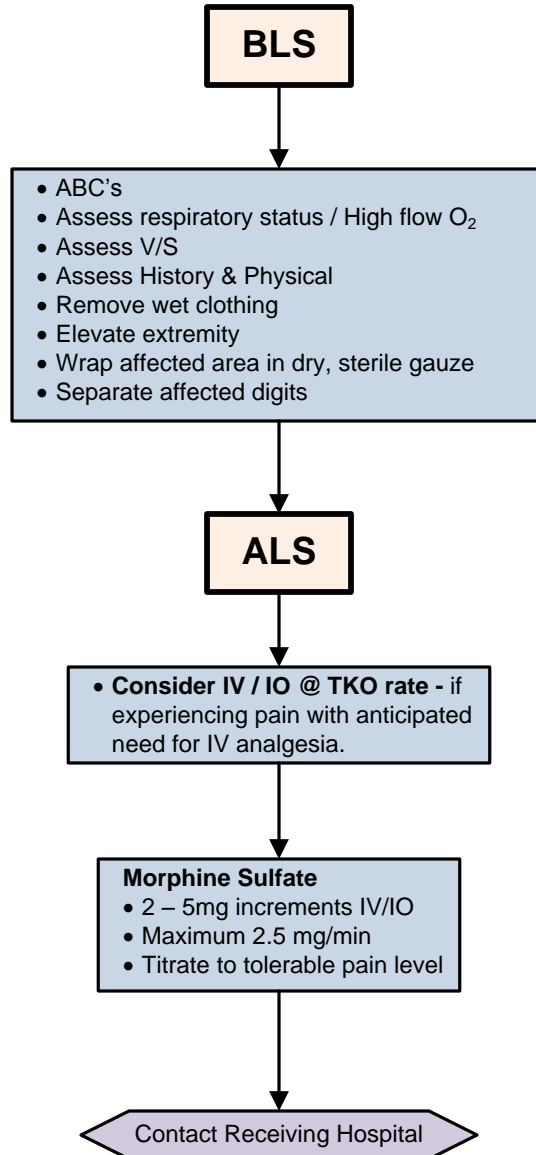 BLS
• ABC’s
• Assess respiratory status / High flow O₂
• Assess V/S
• Assess History & Physical
• Remove wet clothing
• Elevate extremity
• Wrap affected area in dry, sterile gauze
• Separate affected digits
ALS
• Consider IV / IO @ TKO rate - if
experiencing pain with anticipated
need for IV analgesia.
Morphine Sulfate
• 2 – 5mg increments IV/IO
• Maximum 2.5 mg/min
• Titrate to tolerable pain level
Contact Receiving Hospital